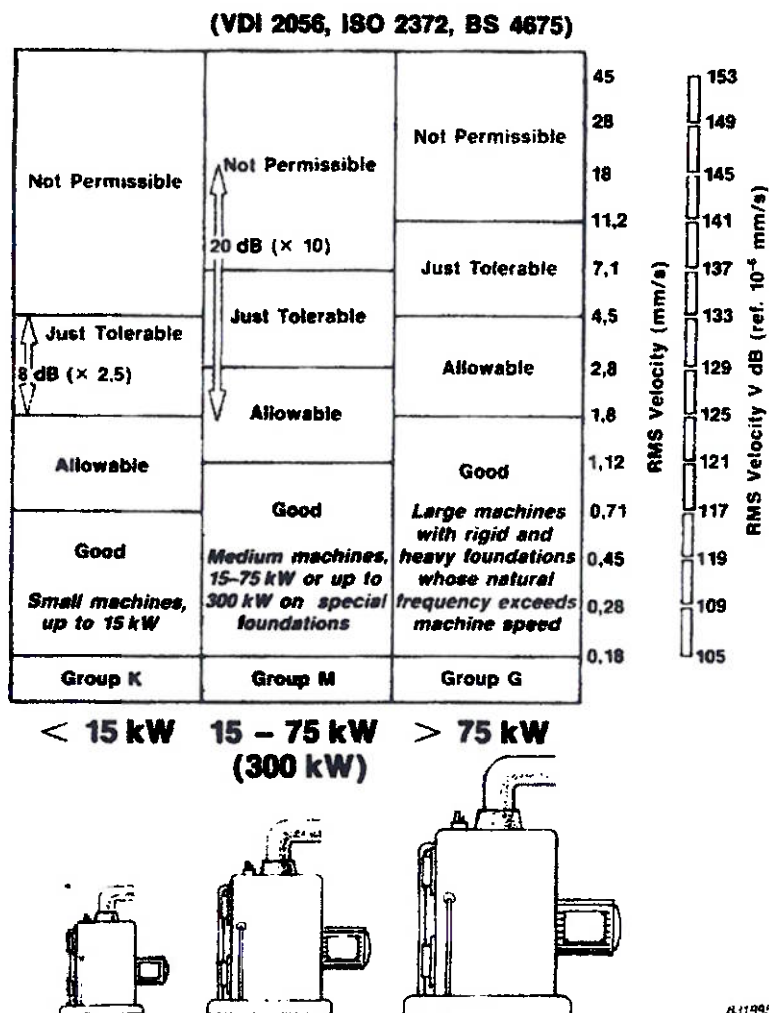 (VDI 2056, ISO 2372, BS 4675)
Not Permissible
8 dB (× 2,5)
Just Tolerable
Allowable
Good
Small machines,
up to 15 kW
Group K
Not Permissible
20 dB (× 10)
Just Tolerable
Allowable
Good
Medium machines,
15–75 kW or up to
300 kW on special
foundations
Group M
Not Permissible
Just Tolerable
Allowable
Good
Large machines
with rigid and
heavy foundations
whose natural
frequency exceeds
machine speed
Group G
45
28
18
11,2
7,1
4,5
2,8
1,8
1,12
0,71
0,45
0,28
0,18
RMS Velocity (mm/s)
153
149
145
141
137
133
129
125
121
117
119
109
105
RMS Velocity V dB (ref. 10⁻⁶ mm/s)
< 15 kW
15 – 75 kW
(300 kW)
> 75 kW